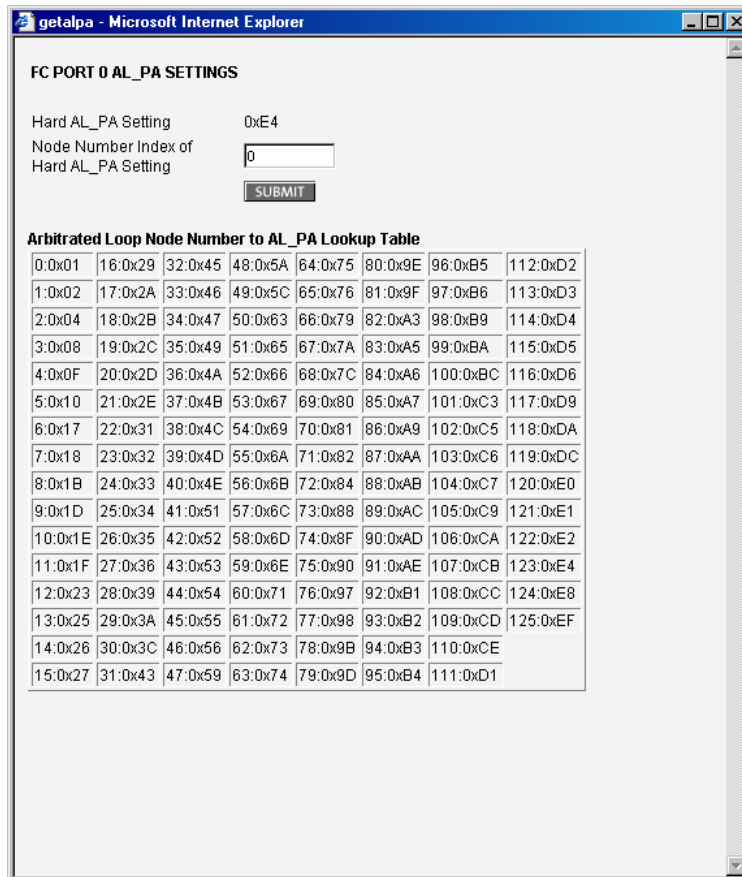 getalpa - Microsoft Internet Explorer
FC PORT 0 AL_PA SETTINGS
Hard AL_PA Setting 0xE4
Node Number Index of
Hard AL_PA Setting 0
SUBMIT
Arbitrated Loop Node Number to AL_PA Lookup Table
0:0x01 16:0x29 32:0x45 48:0x5A 64:0x75 80:0x9E 96:0xB5 112:0xD2
1:0x02 17:0x2A 33:0x46 49:0x5C 65:0x76 81:0x9F 97:0xB6 113:0xD3
2:0x04 18:0x2B 34:0x47 50:0x63 66:0x79 82:0xA3 98:0xB9 114:0xD4
3:0x08 19:0x2C 35:0x49 51:0x65 67:0x7A 83:0xA5 99:0xBA 115:0xD5
4:0x0F 20:0x2D 36:0x4A 52:0x66 68:0x7C 84:0xA6 100:0xBC 116:0xD6
5:0x10 21:0x2E 37:0x4B 53:0x67 69:0x80 85:0xA7 101:0xC3 117:0xD9
6:0x17 22:0x31 38:0x4C 54:0x69 70:0x81 86:0xA9 102:0xC5 118:0xDA
7:0x18 23:0x32 39:0x4D 55:0x6A 71:0x82 87:0xAA 103:0xC6 119:0xDC
8:0x1B 24:0x33 40:0x4E 56:0x6B 72:0x84 88:0xAB 104:0xC7 120:0xE0
9:0x1D 25:0x34 41:0x51 57:0x6C 73:0x88 89:0xAC 105:0xC9 121:0xE1
10:0x1E 26:0x35 42:0x52 58:0x6D 74:0x8F 90:0xAD 106:0xCA 122:0xE2
11:0x1F 27:0x36 43:0x53 59:0x6E 75:0x90 91:0xAE 107:0xCB 123:0xE4
12:0x23 28:0x39 44:0x54 60:0x71 76:0x97 92:0xB1 108:0xCC 124:0xE8
13:0x25 29:0x3A 45:0x55 61:0x72 77:0x98 93:0xB2 109:0xCD 125:0xEF
14:0x26 30:0x3C 46:0x56 62:0x73 78:0x9B 94:0xB3 110:0xCE
15:0x27 31:0x43 47:0x59 63:0x74 79:0x9D 95:0xB4 111:0xD1